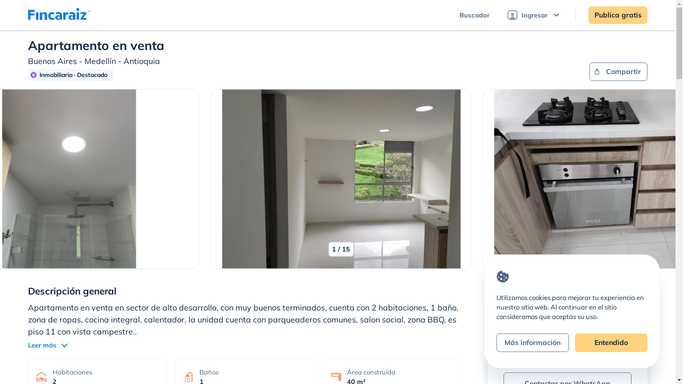 Fincaraiz
Buscador
Ingresar
Publica gratis
Apartamento en venta
Buenos Aires - Medellín - Antioquia
Inmobiliaria · Destacado
Compartir
1 / 15
Descripción general
Apartamento en venta en sector de alto desarrollo, con muy buenos terminados, cuenta con 2 habitaciones, 1 baña,
zona de ropas, cocina integral, calentador, la unidad cuenta con parqueaderos comunes, salon social, zona BBQ, es
piso 11 con vista campestre..
Leer más
Habitaciones
2
Baños
1
Área construida
40 m²
Utilizamos cookies para mejorar tu experiencia en
nuestro sitio web. Al continuar en el sitio
consideramos que aceptas su uso.
Más información
Entendido
Contactar por WhatsApp